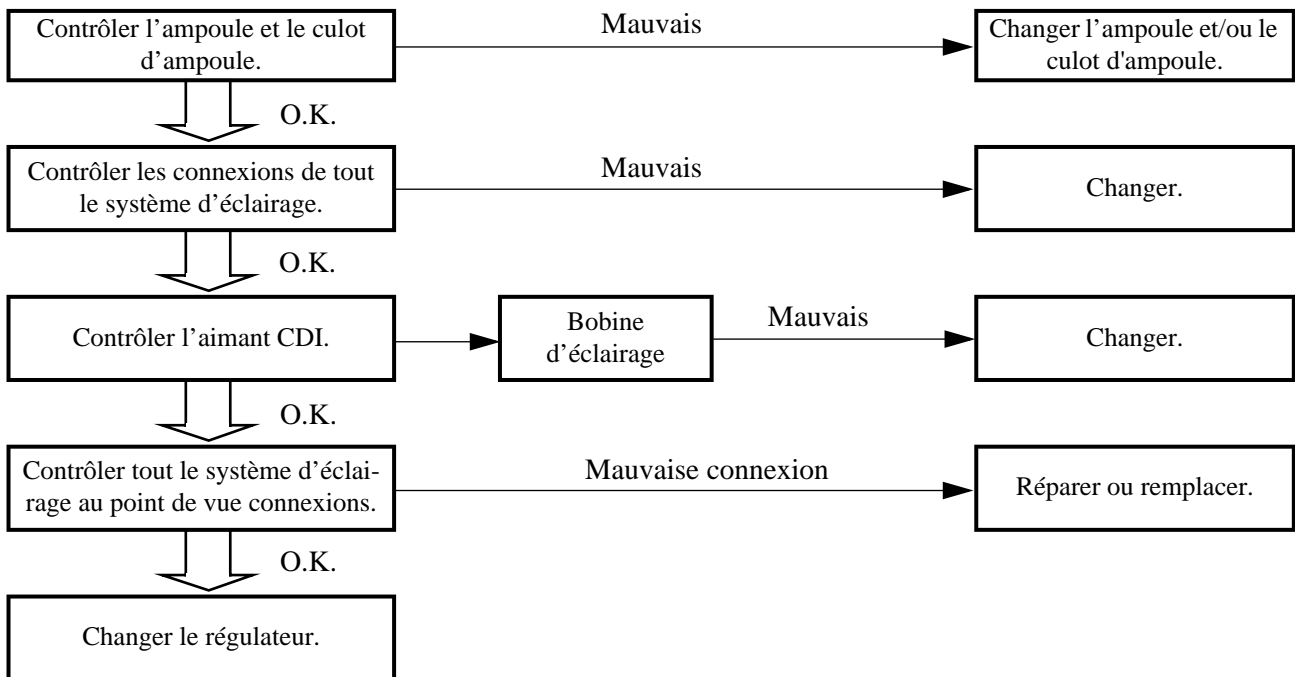 Contrôler l’ampoule et le culot
d’ampoule.
Mauvais
Changer l’ampoule et/ou le
culot d'ampoule.
O.K.
Contrôler les connexions de tout
le système d’éclairage.
Mauvais
Changer.
O.K.
Contrôler l’aimant CDI.
Bobine
d’éclairage
Mauvais
Changer.
O.K.
Contrôler tout le système d’éclai-
rage au point de vue connexions.
Mauvaise connexion
Réparer ou remplacer.
O.K.
Changer le régulateur.